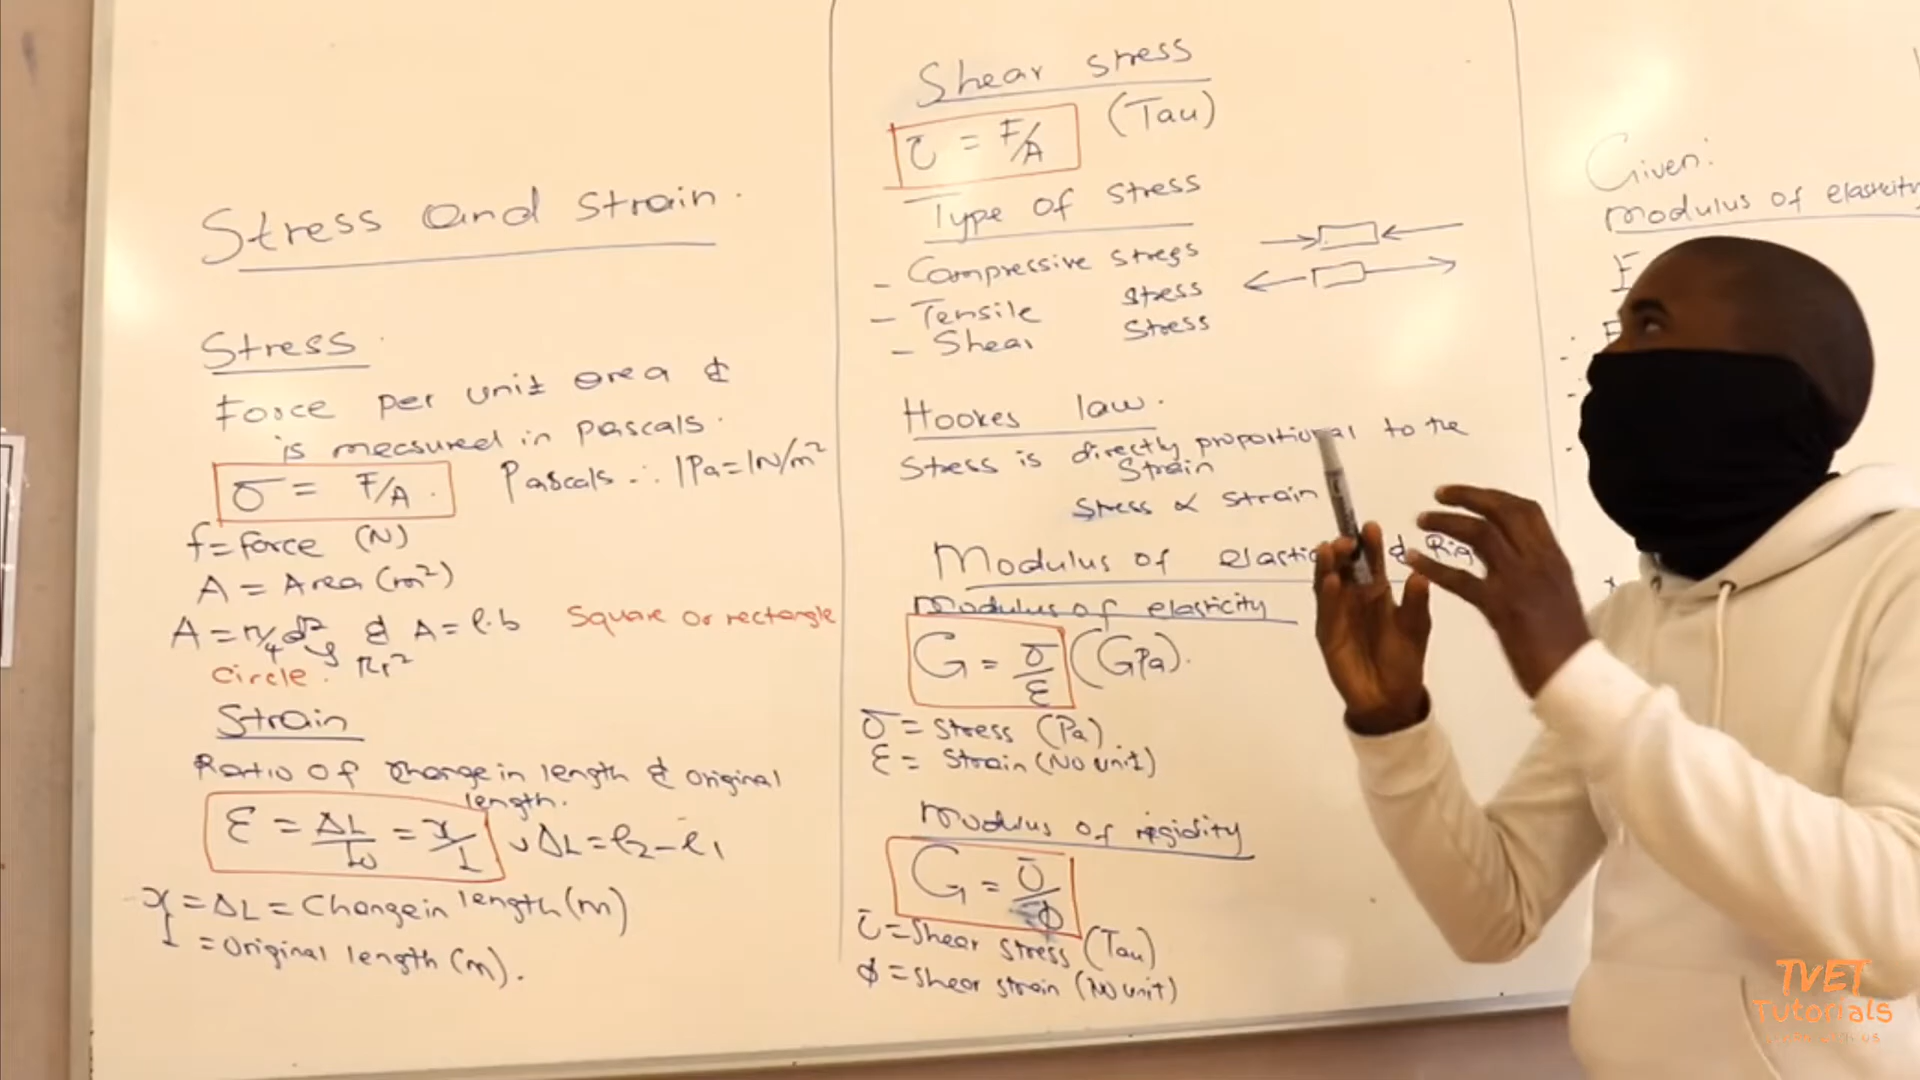 Stress and strain.
Stress
Force per unit area &
is measured in pascals.
σ = F/A.
Pascals ∴ 1Pa=1N/m²
f=force (N)
A = Area (m²)
A = π/4 d² & A = l·b Square or rectangle
circle. πr²
Strain
Ratio of change in length & original
length.
ε = ΔL/Lo = x/L , ΔL = l2 - l1
x = ΔL = Change in length (m)
L = Original length (m).
Shear stress
τ = F/A (Tau)
Type of stress
- Compressive stress
- Tensile stress
- Shear stress
Hookes law.
Stress is directly proportional to the
Strain
Stress ∝ strain
Modulus of elastic & Rig
Modulus of elasticity
G = σ/ε (GPa).
σ = Stress (Pa)
ε = Strain (No unit)
Modulus of rigidity
G = τ/ϕ
τ = Shear stress (Tau)
ϕ = shear strain (No unit)
Given:
Modulus of elasticity
E
TVET
Tutorials